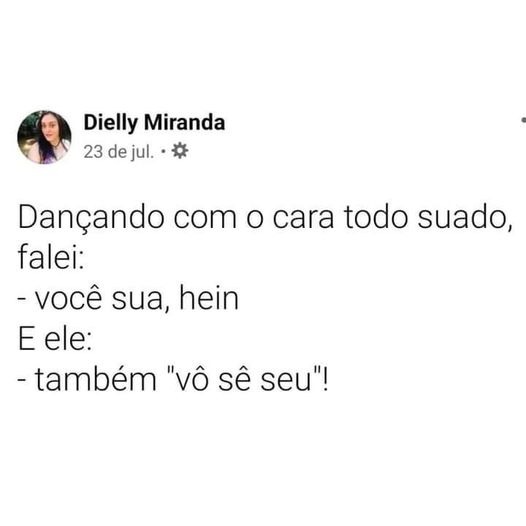 Dielly Miranda
23 de jul. •
Dançando com o cara todo suado,
falei:
- você sua, hein
E ele:
- também "vô sê seu"!